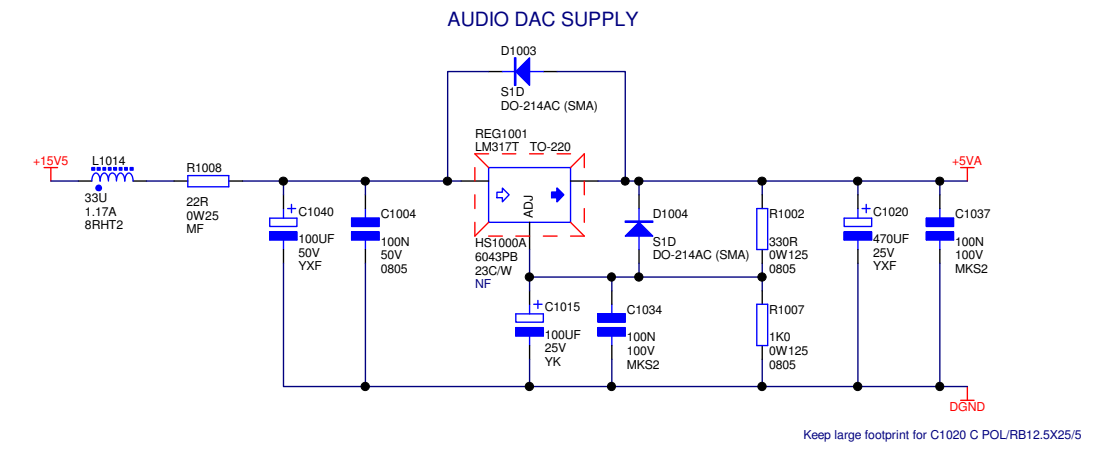 AUDIO DAC SUPPLY
D1003
S1D
DO-214AC (SMA)
REG1001
LM317T TO-220
+15V5
L1014
33U
1.17A
8RHT2
R1008
22R
0W25
MF
+
C1040
100UF
50V
YXF
C1004
100N
50V
0805
ADJ
HS1000A
6043PB
23C/W
NF
D1004
S1D
DO-214AC (SMA)
R1002
330R
0W125
0805
+
C1020
470UF
25V
YXF
+5VA
C1037
100N
100V
MKS2
+
C1015
100UF
25V
YK
C1034
100N
100V
MKS2
R1007
1K0
0W125
0805
DGND
Keep large footprint for C1020 C POL/RB12.5X25/5